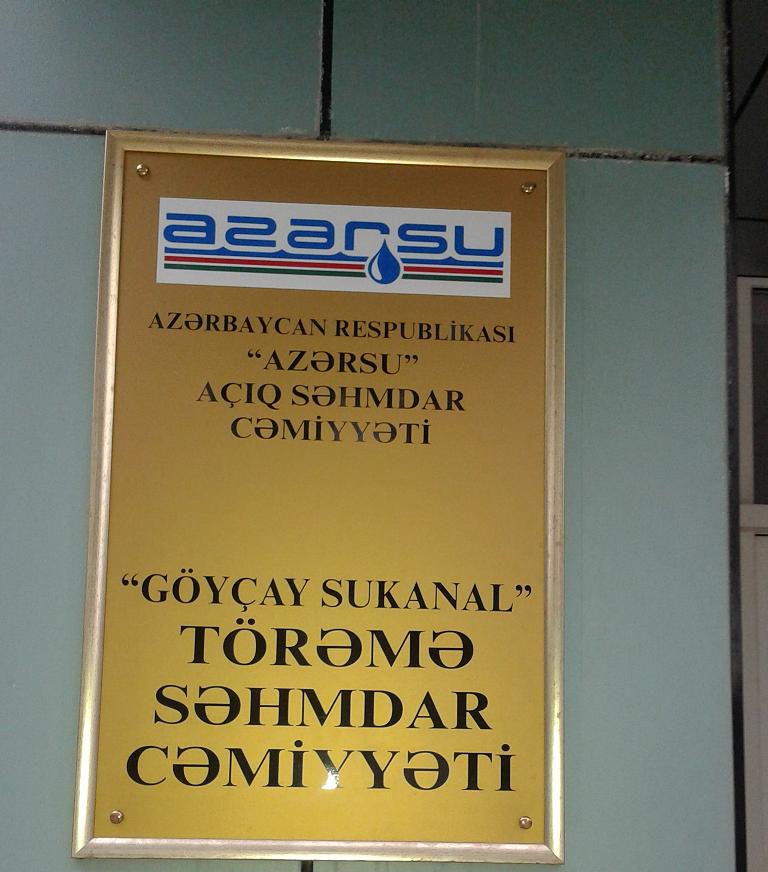 azərsu
AZƏRBAYCAN RESPUBLİKASI
“AZƏRSU”
AÇIQ SƏHMDAR
CƏMİYYƏTİ
“GÖYÇAY SUKANAL”
TÖRƏMƏ
SƏHMDAR
CƏMİYYƏTİ